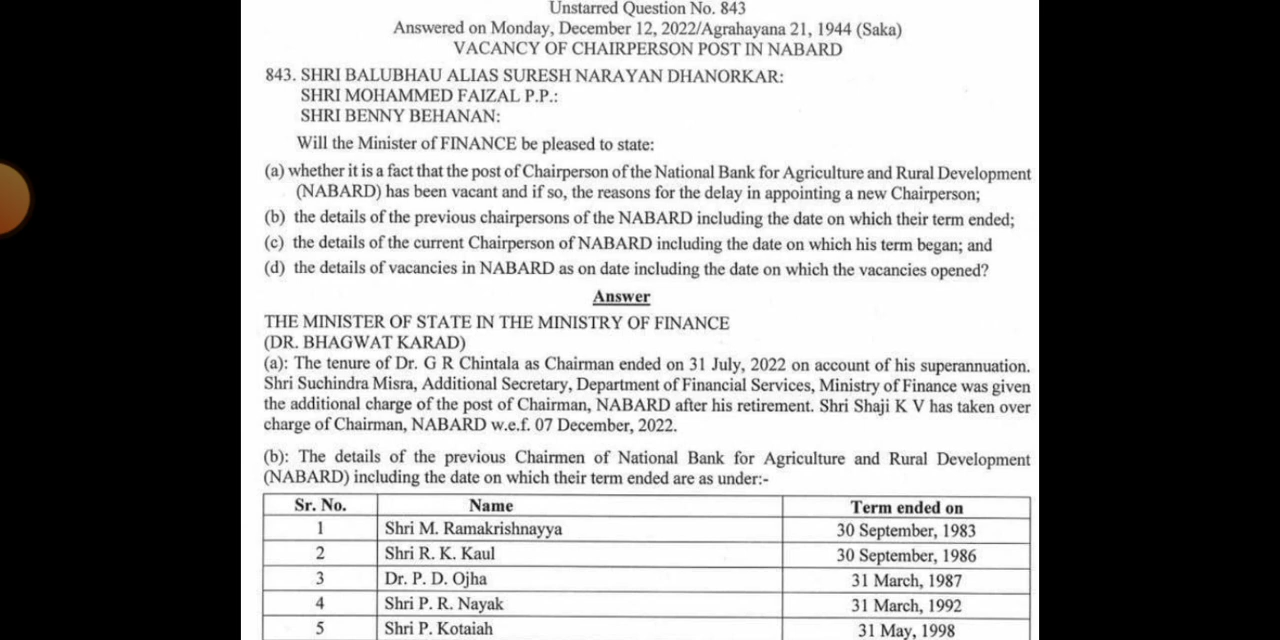 Unstarred Question No. 843
Answered on Monday, December 12, 2022/Agrahayana 21, 1944 (Saka)
VACANCY OF CHAIRPERSON POST IN NABARD
843. SHRI BALUBHAU ALIAS SURESH NARAYAN DHANORKAR:
SHRI MOHAMMED FAIZAL P.P.:
SHRI BENNY BEHANAN:
Will the Minister of FINANCE be pleased to state:
(a) whether it is a fact that the post of Chairperson of the National Bank for Agriculture and Rural Development
(NABARD) has been vacant and if so, the reasons for the delay in appointing a new Chairperson;
(b) the details of the previous chairpersons of the NABARD including the date on which their term ended;
(c) the details of the current Chairperson of NABARD including the date on which his term began; and
(d) the details of vacancies in NABARD as on date including the date on which the vacancies opened?
Answer
THE MINISTER OF STATE IN THE MINISTRY OF FINANCE
(DR. BHAGWAT KARAD)
(a): The tenure of Dr. G R Chintala as Chairman ended on 31 July, 2022 on account of his superannuation.
Shri Suchindra Misra, Additional Secretary, Department of Financial Services, Ministry of Finance was given
the additional charge of the post of Chairman, NABARD after his retirement. Shri Shaji K V has taken over
charge of Chairman, NABARD w.e.f. 07 December, 2022.
(b): The details of the previous Chairmen of National Bank for Agriculture and Rural Development
(NABARD) including the date on which their term ended are as under:-
Sr. No. Name Term ended on
1 Shri M. Ramakrishnayya 30 September, 1983
2 Shri R. K. Kaul 30 September, 1986
3 Dr. P. D. Ojha 31 March, 1987
4 Shri P. R. Nayak 31 March, 1992
5 Shri P. Kotaiah 31 May, 1998